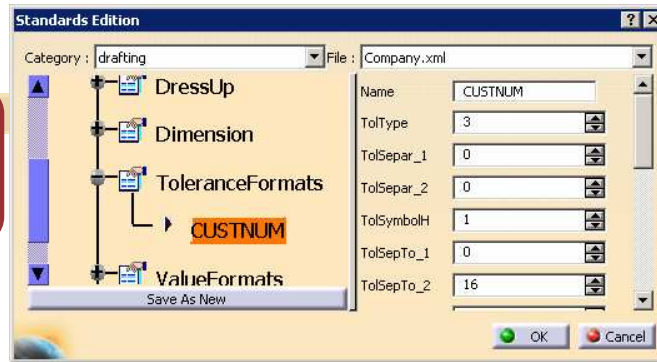 Standards Edition
Category : drafting
File : Company.xml
DressUp
Dimension
ToleranceFormats
CUSTNUM
ValueFormats
Save As New
Name CUSTNUM
TolType 3
TolSepar_1 0
TolSepar_2 0
TolSymbolH 1
TolSepTo_1 0
TolSepTo_2 16
OK Cancel